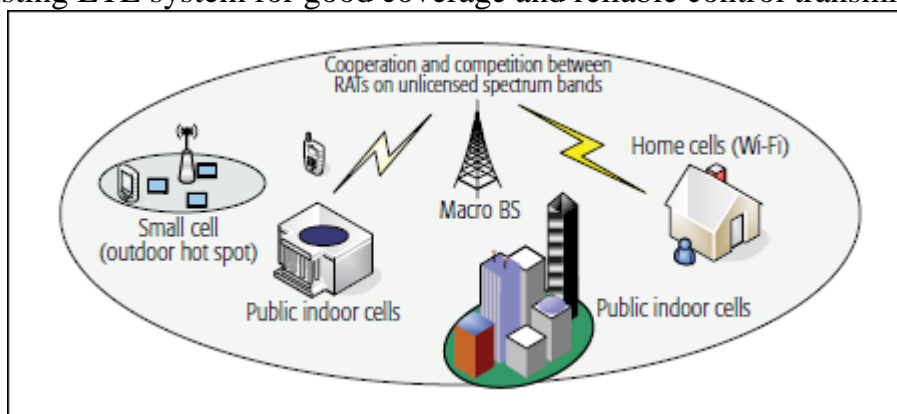 isting LTE system for good coverage and reliable control transmi
Cooperation and competition between
RATs on unlicensed spectrum bands
Home cells (Wi-Fi)
Macro BS
Small cell
(outdoor hot spot)
Public indoor cells
Public indoor cells